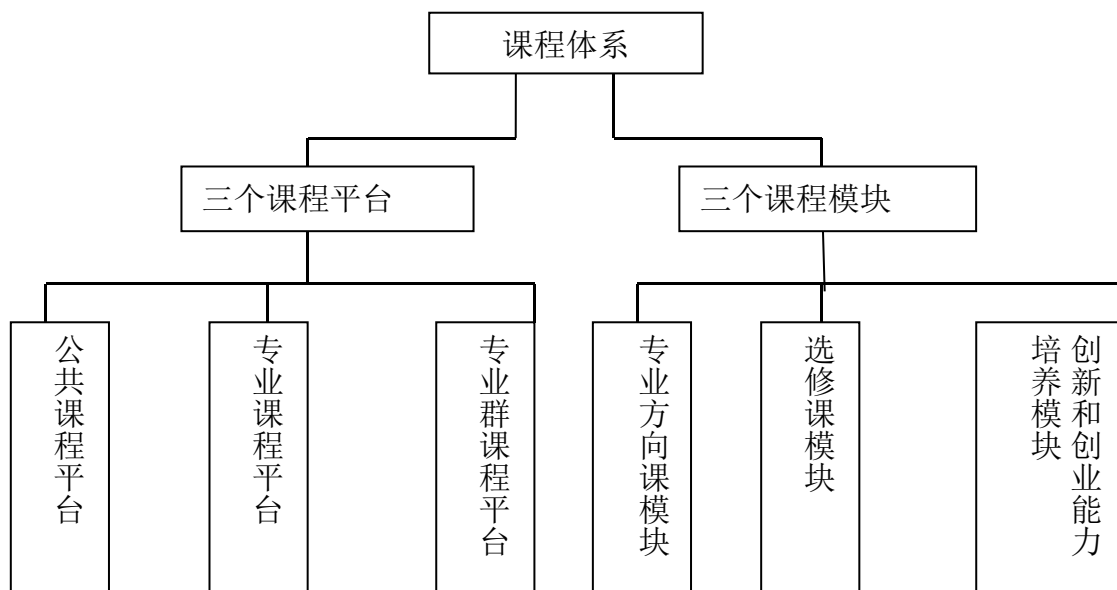 课程体系
三个课程平台
三个课程模块
公共课程平台
专业课程平台
专业群课程平台
专业方向课模块
选修课模块
创新和创业能力
培养模块